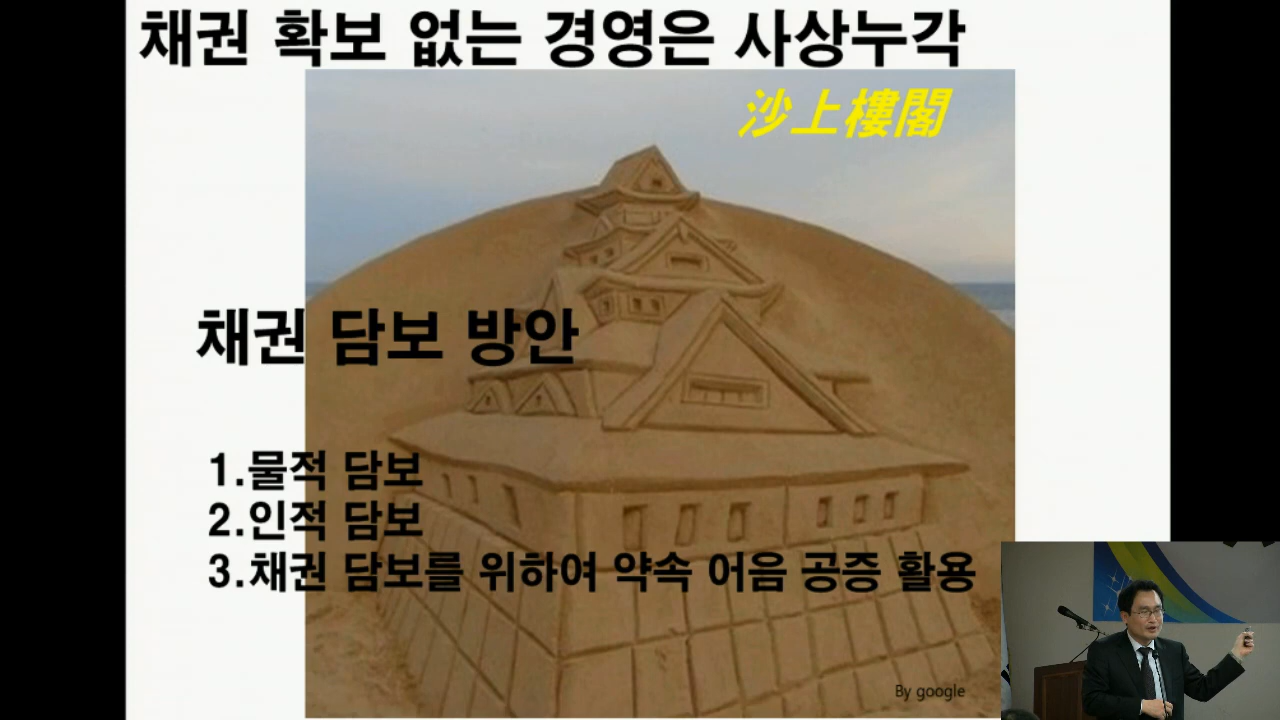 채권 확보 없는 경영은 사상누각
沙上樓閣
채권 담보 방안
1.물적 담보
2.인적 담보
3.채권 담보를 위하여 약속 어음 공증 활용
By google